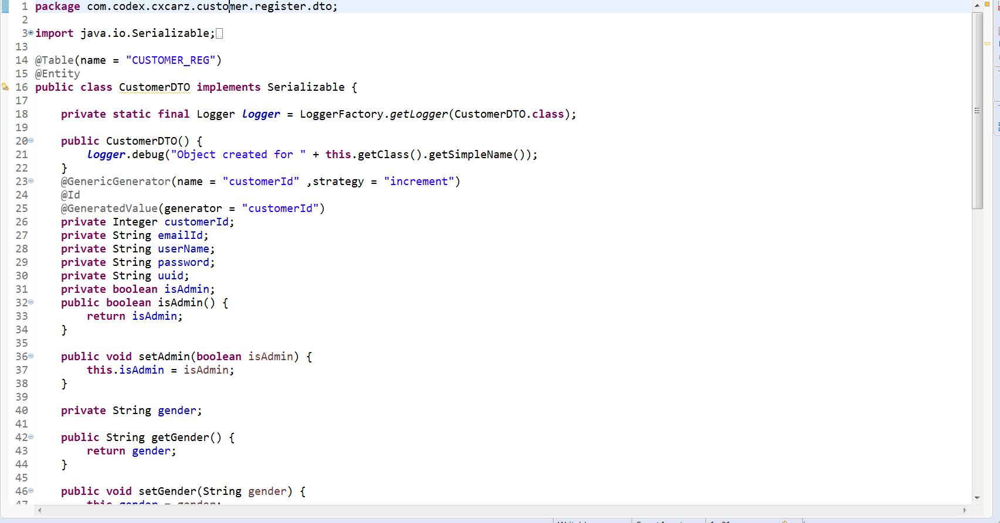 1 package com.codex.cxcarz.customer.register.dto;
2
3 import java.io.Serializable;
13
14 @Table(name = "CUSTOMER_REG")
15 @Entity
16 public class CustomerDTO implements Serializable {
17
18 private static final Logger logger = LoggerFactory.getLogger(CustomerDTO.class);
19
20 public CustomerDTO() {
21 logger.debug("Object created for " + this.getClass().getSimpleName());
22 }
23 @GenericGenerator(name = "customerId" ,strategy = "increment")
24 @Id
25 @GeneratedValue(generator = "customerId")
26 private Integer customerId;
27 private String emailId;
28 private String userName;
29 private String password;
30 private String uuid;
31 private boolean isAdmin;
32 public boolean isAdmin() {
33 return isAdmin;
34 }
35
36 public void setAdmin(boolean isAdmin) {
37 this.isAdmin = isAdmin;
38 }
39
40 private String gender;
41
42 public String getGender() {
43 return gender;
44 }
45
46 public void setGender(String gender) {
47 this.gender = gender;